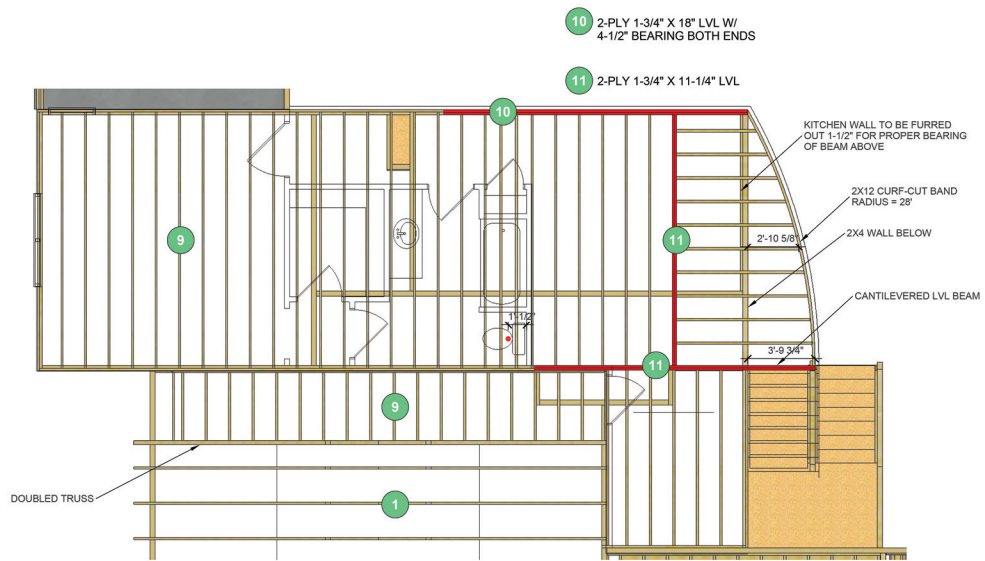 10 2-PLY 1-3/4" X 18" LVL W/
4-1/2" BEARING BOTH ENDS
11 2-PLY 1-3/4" X 11-1/4" LVL
10
KITCHEN WALL TO BE FURRED
OUT 1-1/2" FOR PROPER BEARING
OF BEAM ABOVE
2X12 CURF-CUT BAND
RADIUS = 28'
9
11
2'-10 5/8"
2X4 WALL BELOW
CANTILEVERED LVL BEAM
1'-1/2"
3'-9 3/4"
11
9
DOUBLED TRUSS
1